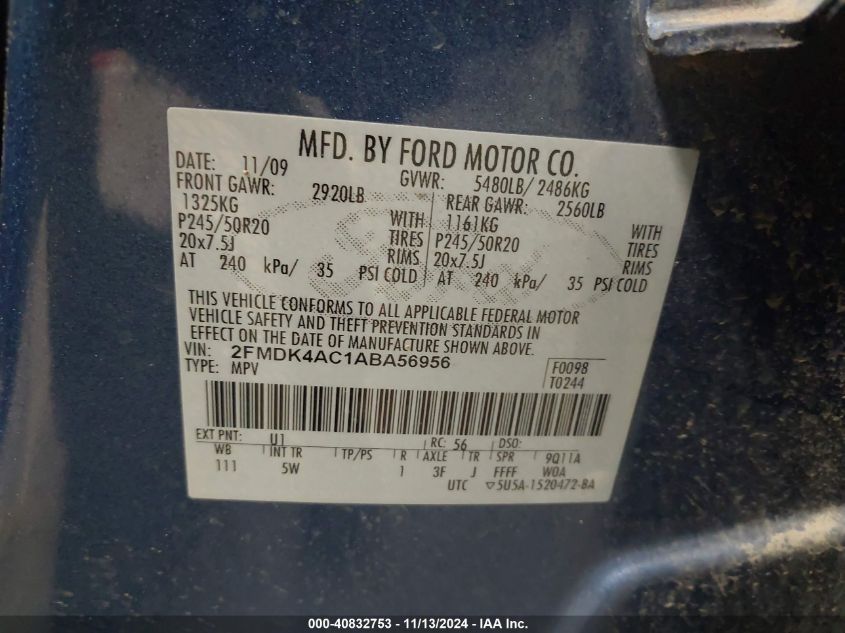 MFD. BY FORD MOTOR CO.
DATE: 11/09 GVWR: 5480LB/ 2486KG
FRONT GAWR: 2920LB REAR GAWR: 2560LB
1325KG WITH 1161KG WITH
P245/50R20 TIRES P245/50R20 TIRES
20x7.5J RIMS 20x7.5J RIMS
AT 240 kPa/ 35 PSI COLD AT 240 kPa/ 35 PSI COLD
THIS VEHICLE CONFORMS TO ALL APPLICABLE FEDERAL MOTOR
VEHICLE SAFETY AND THEFT PREVENTION STANDARDS IN
EFFECT ON THE DATE OF MANUFACTURE SHOWN ABOVE.
VIN: 2FMDK4AC1ABA56956 F0098
TYPE: MPV T0244
EXT PNT: U1 RC: 56 DSO:
WB INT TR TP/PS R AXLE TR SPR 9Q11A
111 5W 1 3F J FFFF W0A
UTC ▽5U5A-1520472-BA
000-40832753 - 11/13/2024 - IAA Inc.